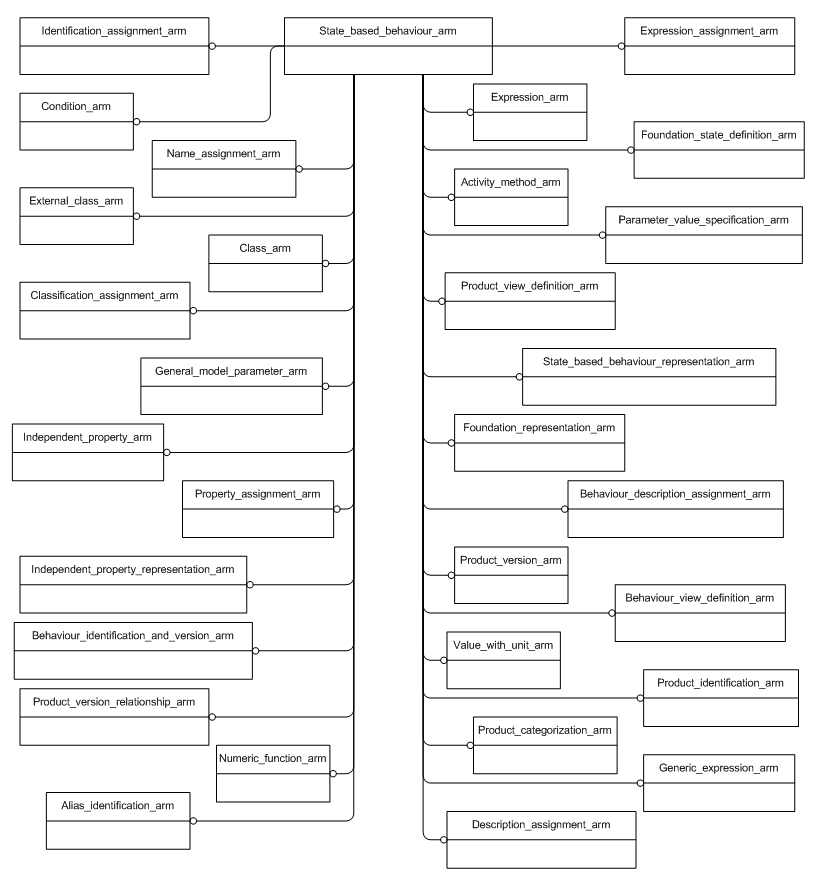 Identification_assignment_arm
State_based_behaviour_arm
Expression_assignment_arm
Condition_arm
Expression_arm
Foundation_state_definition_arm
Name_assignment_arm
Activity_method_arm
External_class_arm
Parameter_value_specification_arm
Class_arm
Product_view_definition_arm
Classification_assignment_arm
State_based_behaviour_representation_arm
General_model_parameter_arm
Foundation_representation_arm
Independent_property_arm
Property_assignment_arm
Behaviour_description_assignment_arm
Product_version_arm
Independent_property_representation_arm
Behaviour_view_definition_arm
Behaviour_identification_and_version_arm
Value_with_unit_arm
Product_identification_arm
Product_version_relationship_arm
Product_categorization_arm
Numeric_function_arm
Generic_expression_arm
Alias_identification_arm
Description_assignment_arm